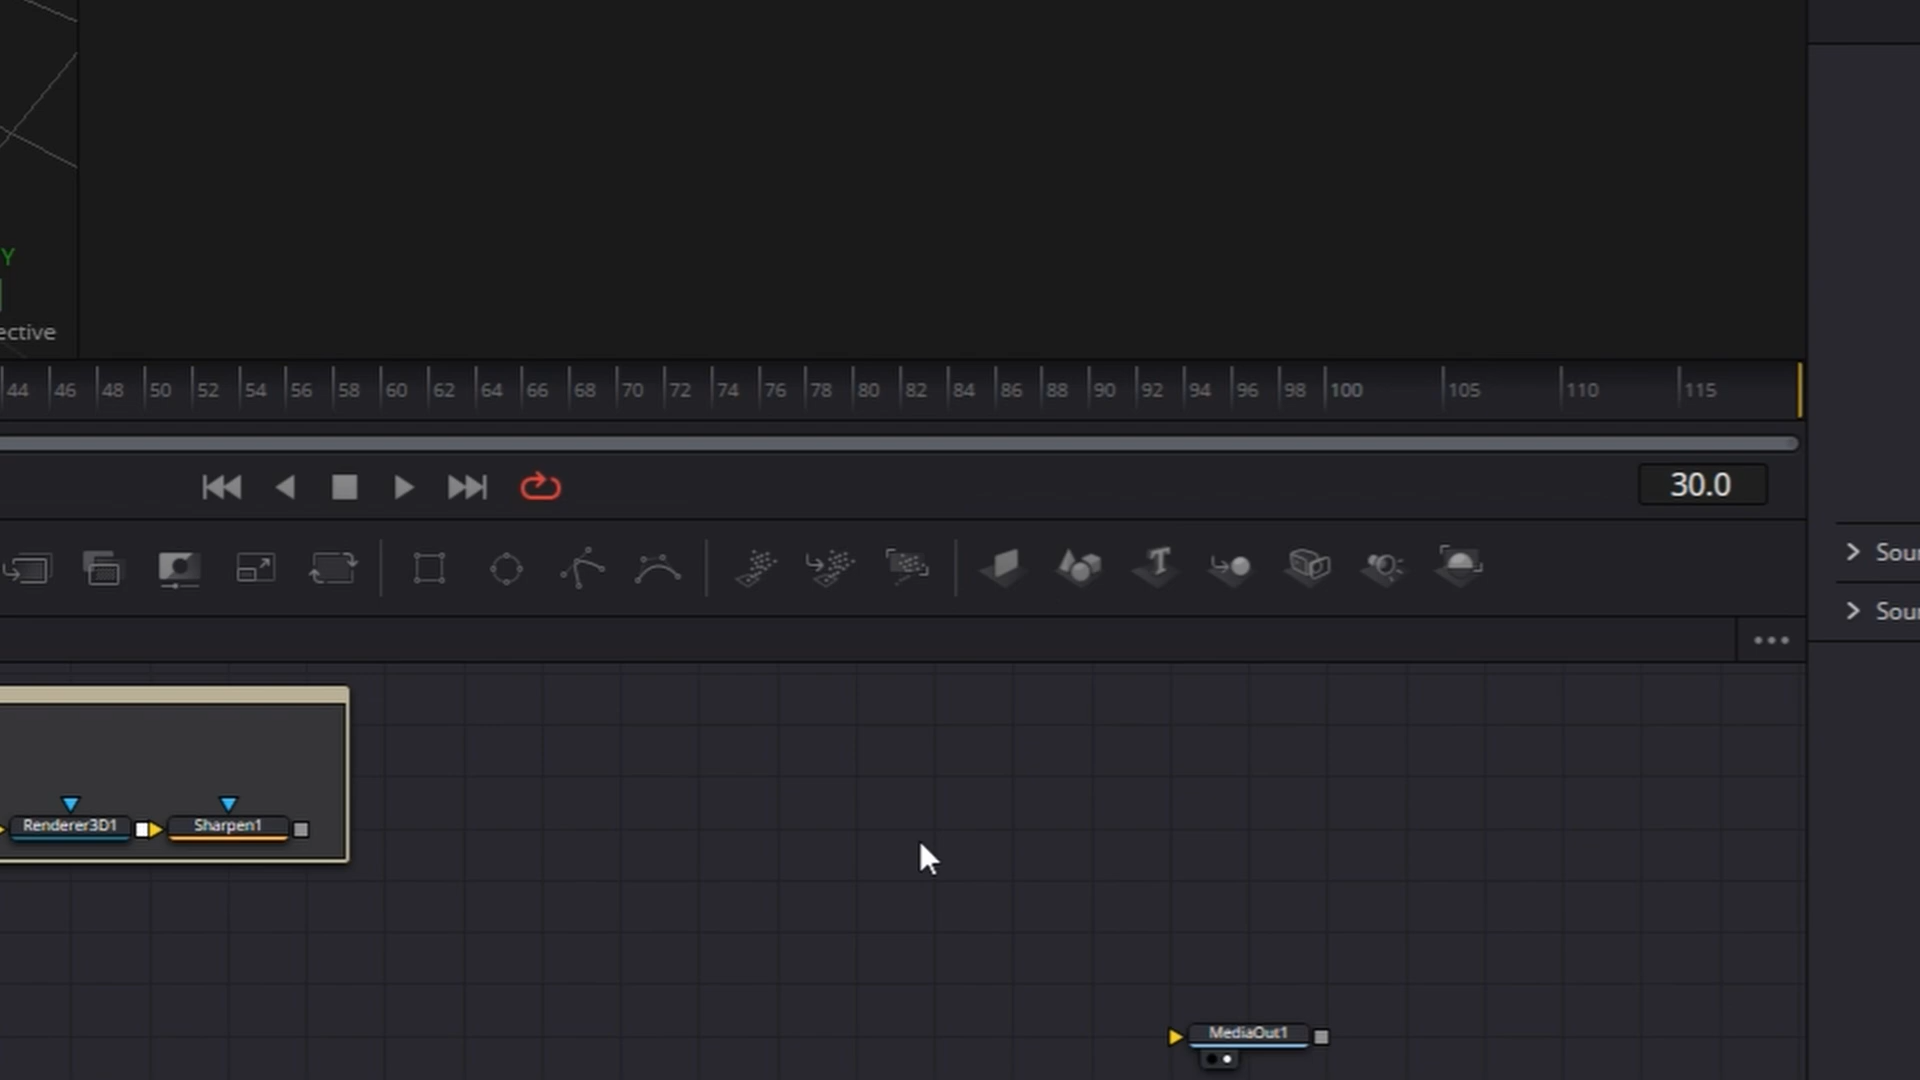 Y
ective
44 46 48 50 52 54 56 58 60 62 64 66 68 70 72 74 76 78 80 82 84 86 88 90 92 94 96 98 100 105 110 115
30.0
Sour
Sour
Renderer3D1 Sharpen1
MediaOut1